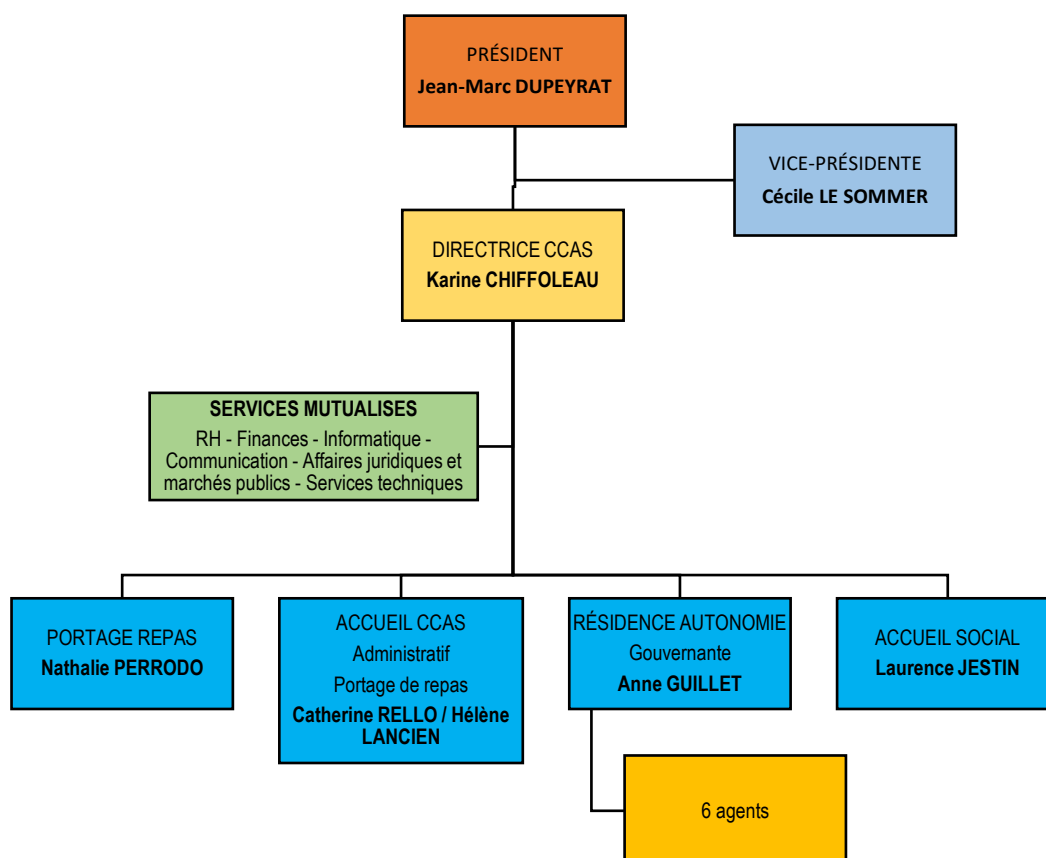 PRÉSIDENT
Jean-Marc DUPEYRAT
VICE-PRÉSIDENTE
Cécile LE SOMMER
DIRECTRICE CCAS
Karine CHIFFOLEAU
SERVICES MUTUALISES
RH - Finances - Informatique -
Communication - Affaires juridiques et
marchés publics - Services techniques
PORTAGE REPAS
Nathalie PERRODO
ACCUEIL CCAS
Administratif
Portage de repas
Catherine RELLO / Hélène
LANCIEN
RÉSIDENCE AUTONOMIE
Gouvernante
Anne GUILLET
ACCUEIL SOCIAL
Laurence JESTIN
6 agents